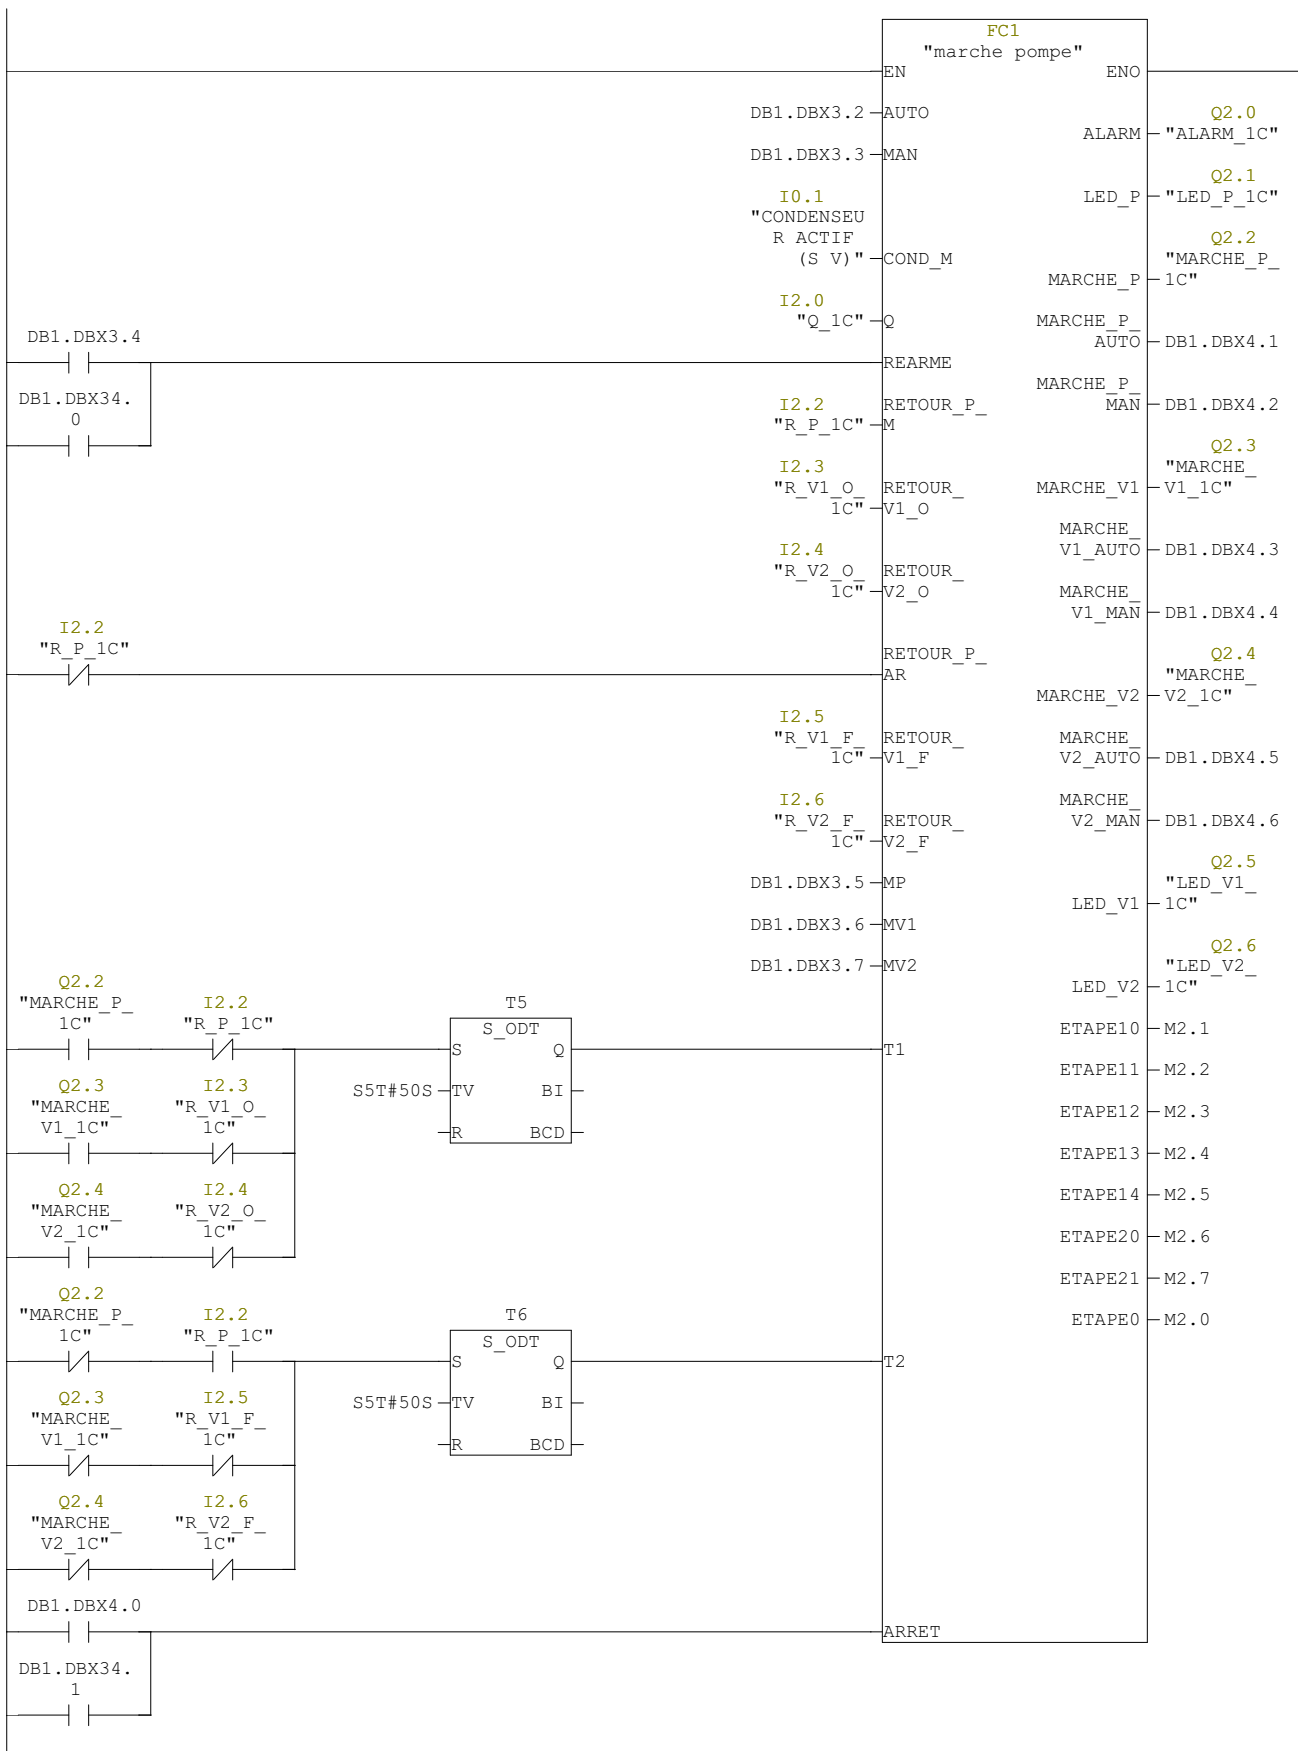 FC1
"marche pompe"
EN
ENO
DB1.DBX3.2
AUTO
Q2.0
ALARM
"ALARM_1C"
DB1.DBX3.3
MAN
Q2.1
I0.1
LED_P
"LED_P_1C"
"CONDENSEU
R ACTIF
(S V)"
COND_M
Q2.2
"MARCHE_P_
MARCHE_P
1C"
I2.0
"Q_1C"
Q
MARCHE_P_
AUTO
DB1.DBX4.1
DB1.DBX3.4
REARME
DB1.DBX34.
0
MARCHE_P_
MAN
DB1.DBX4.2
I2.2
RETOUR_P_
"R_P_1C"
M
Q2.3
"MARCHE_
MARCHE_V1
V1_1C"
I2.3
"R_V1_O_
RETOUR_
1C"
V1_O
MARCHE_
V1_AUTO
DB1.DBX4.3
I2.4
"R_V2_O_
RETOUR_
1C"
V2_O
MARCHE_
V1_MAN
DB1.DBX4.4
I2.2
"R_P_1C"
RETOUR_P_
AR
Q2.4
"MARCHE_
MARCHE_V2
V2_1C"
I2.5
"R_V1_F_
RETOUR_
1C"
V1_F
MARCHE_
V2_AUTO
DB1.DBX4.5
I2.6
"R_V2_F_
RETOUR_
1C"
V2_F
MARCHE_
V2_MAN
DB1.DBX4.6
DB1.DBX3.5
MP
Q2.5
"LED_V1_
LED_V1
1C"
DB1.DBX3.6
MV1
DB1.DBX3.7
MV2
Q2.6
"LED_V2_
LED_V2
1C"
Q2.2
"MARCHE_P_
1C"
I2.2
"R_P_1C"
T5
S_ODT
S
Q
T1
ETAPE10
M2.1
Q2.3
"MARCHE_
V1_1C"
I2.3
"R_V1_O_
1C"
S5T#50S
TV
BI
R
BCD
ETAPE11
M2.2
ETAPE12
M2.3
ETAPE13
M2.4
Q2.4
"MARCHE_
V2_1C"
I2.4
"R_V2_O_
1C"
ETAPE14
M2.5
ETAPE20
M2.6
ETAPE21
M2.7
ETAPE0
M2.0
Q2.2
"MARCHE_P_
1C"
I2.2
"R_P_1C"
T6
S_ODT
S
Q
T2
Q2.3
"MARCHE_
V1_1C"
I2.5
"R_V1_F_
1C"
S5T#50S
TV
BI
R
BCD
Q2.4
"MARCHE_
V2_1C"
I2.6
"R_V2_F_
1C"
DB1.DBX4.0
ARRET
DB1.DBX34.
1